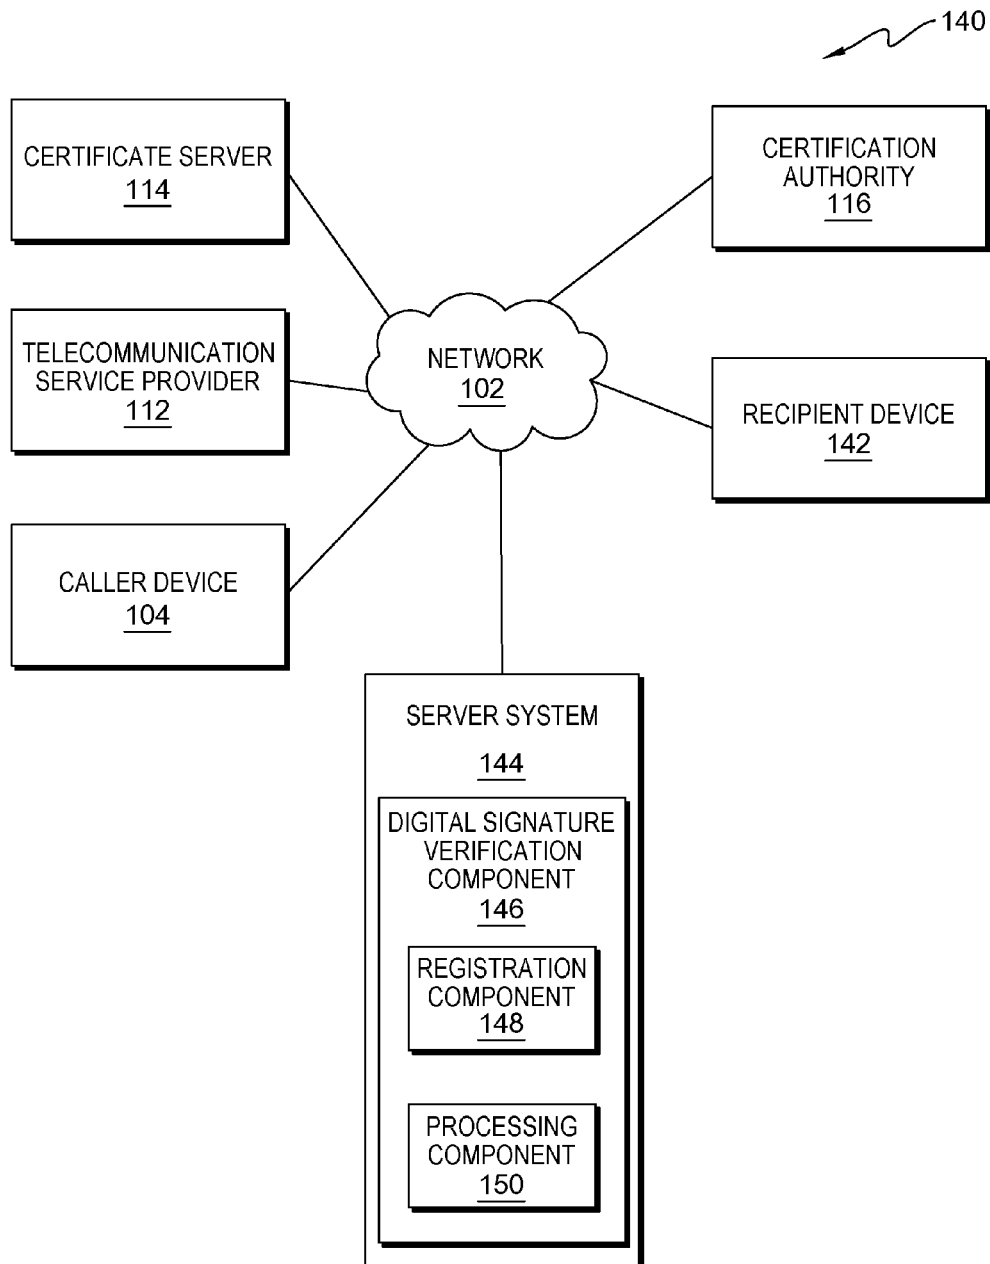 140
CERTIFICATE SERVER
114
CERTIFICATION
AUTHORITY
116
TELECOMMUNICATION
SERVICE PROVIDER
112
NETWORK
102
RECIPIENT DEVICE
142
CALLER DEVICE
104
SERVER SYSTEM
144
DIGITAL SIGNATURE
VERIFICATION
COMPONENT
146
REGISTRATION
COMPONENT
148
PROCESSING
COMPONENT
150